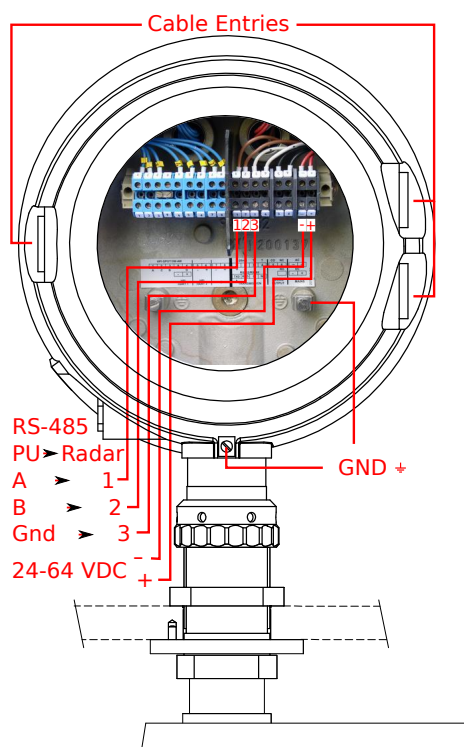 Cable Entries
123
-+
RS-485
PU➤Radar
A ➤ 1
B ➤ 2
Gnd ➤ 3
24-64 VDC -
+
GND ⏚